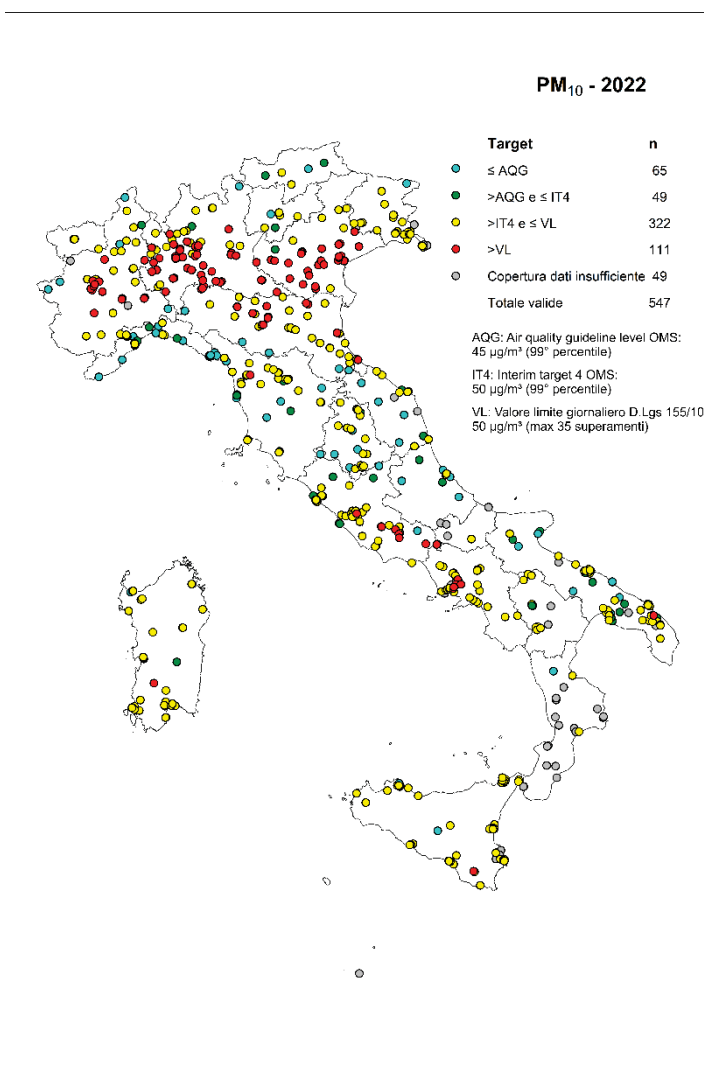 PM₁₀ - 2022
Target n
≤ AQG 65
>AQG e ≤ IT4 49
>IT4 e ≤ VL 322
>VL 111
Copertura dati insufficiente 49
Totale valide 547
AQG: Air quality guideline level OMS:
45 µg/m³ (99° percentile)
IT4: Interim target 4 OMS:
50 µg/m³ (99° percentile)
VL: Valore limite giornaliero D.Lgs 155/10
50 µg/m³ (max 35 superamenti)